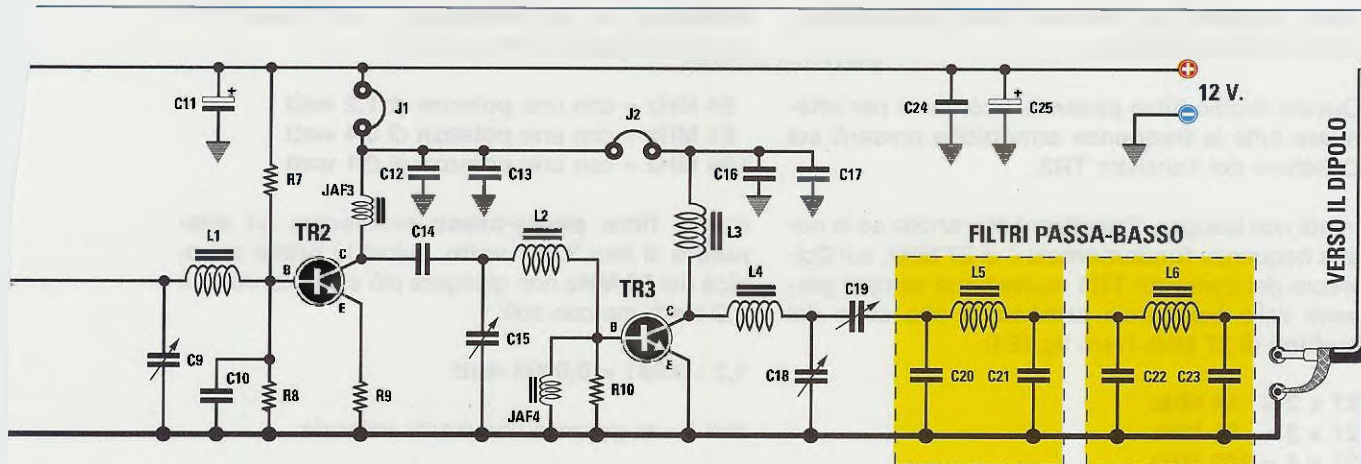 C11
+
R7
J1
C12
C13
JAF3
J2
C16
C17
C24
+
C25
+
−
12 V.
VERSO IL DIPOLO
L1
TR2
B
C
E
C14
L2
L3
C9
C10
R8
R9
C15
JAF4
R10
TR3
B
C
E
L4
C18
C19
FILTRI PASSA-BASSO
L5
L6
C20
C21
C22
C23